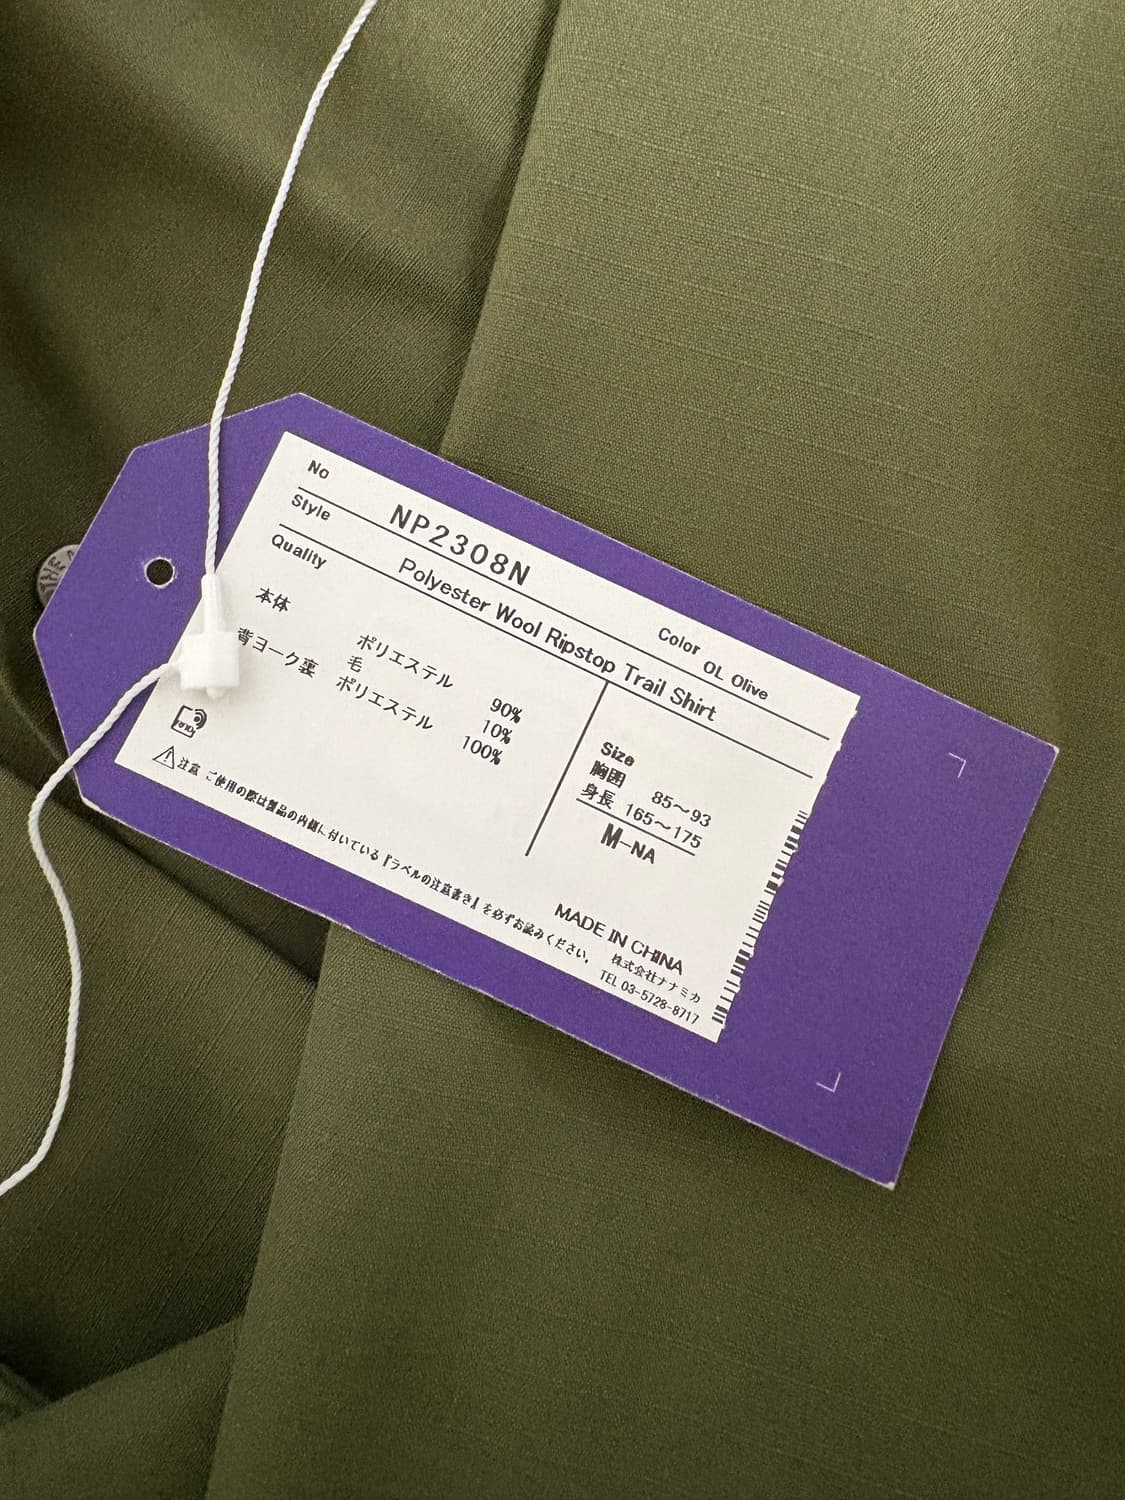 No NP2308N Color OL Olive
Style Polyester Wool Ripstop Trail Shirt
Quality
本体 ポリエステル 90%
毛 10%
背ヨーク裏 ポリエステル 100%
Size
胸囲 85〜93
身長 165〜175
M-NA
⚠注意 ご使用の際は製品の内側に付いている『ラベルの注意書き』を必ずお読みください。
MADE IN CHINA
株式会社ナナミカ
TEL 03-5728-8717